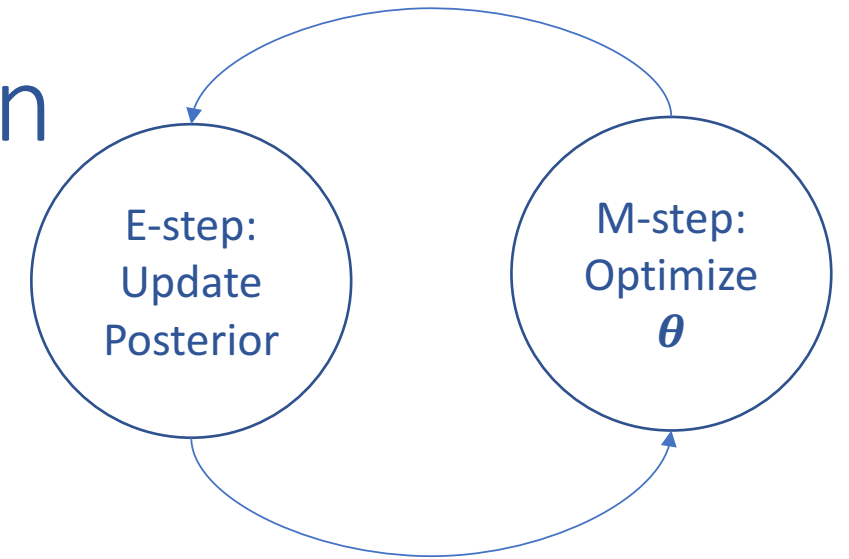 n
E-step:
Update
Posterior
M-step:
Optimize
θ